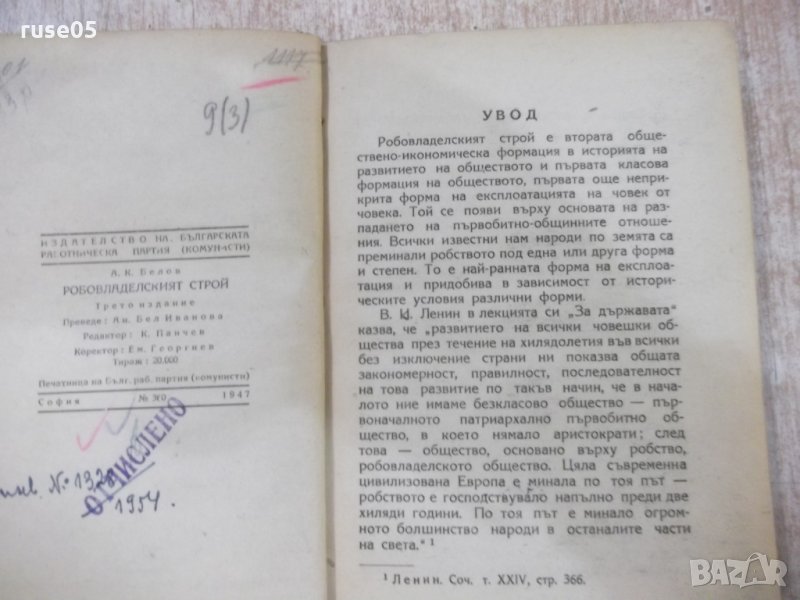 ruse05
1117
9(3)
ИЗДАТЕЛСТВО НА БЪЛГАРСКАТА
РАБОТНИЧЕСКА ПАРТИЯ (КОМУНИСТИ)
А. К. Белов
РОБОВЛАДЕЛСКИЯТ СТРОЙ
Трето издание
Преведе: Ан. Бел Иванова
Редактор: К. Панчев
Коректор: Ем. Георгиев
Тираж: 20.000
Печатница на Бълг. раб. партия (комунисти)
София № 1947
ОТЧИСЛЕНО
инв. №
1954.
УВОД
Робовладелският строй е втората обще-
ствено-икономическа формация в историята на
развитието на обществото и първата класова
формация на обществото, първата още неприк-
рита форма на експлоатацията на човек от
човека. Той се появи върху основата на раз-
падането на първобитно-общинните отноше-
ния. Всички известни нам народи по земята са
преминали робството под една или друга форма
и степен. То е най-ранната форма на експлоа-
тация и придобива в зависимост от истори-
ческите условия различни форми.
В. И. Ленин в лекцията си „За държавата"
казва, че „развитието на всички човешки об-
щества през течение на хилядолетия във всички
без изключение страни ни показва общата
закономерност, правилност, последователност
на това развитие по такъв начин, че в нача-
лото ние имаме безкласово общество — пър-
воначалното патриархално първобитно об-
щество, в което нямало аристократи; след
това — общество, основано върху робство,
робовладелското общество. Цяла съвременна
цивилизована Европа е минала по тоя път —
робството е господствувало напълно преди две
хиляди години. По тоя път е минало огром-
ното болшинство народи в останалите части
на света." 1
1 Ленин. Соч. т. XXIV, стр. 366.
BAZAR